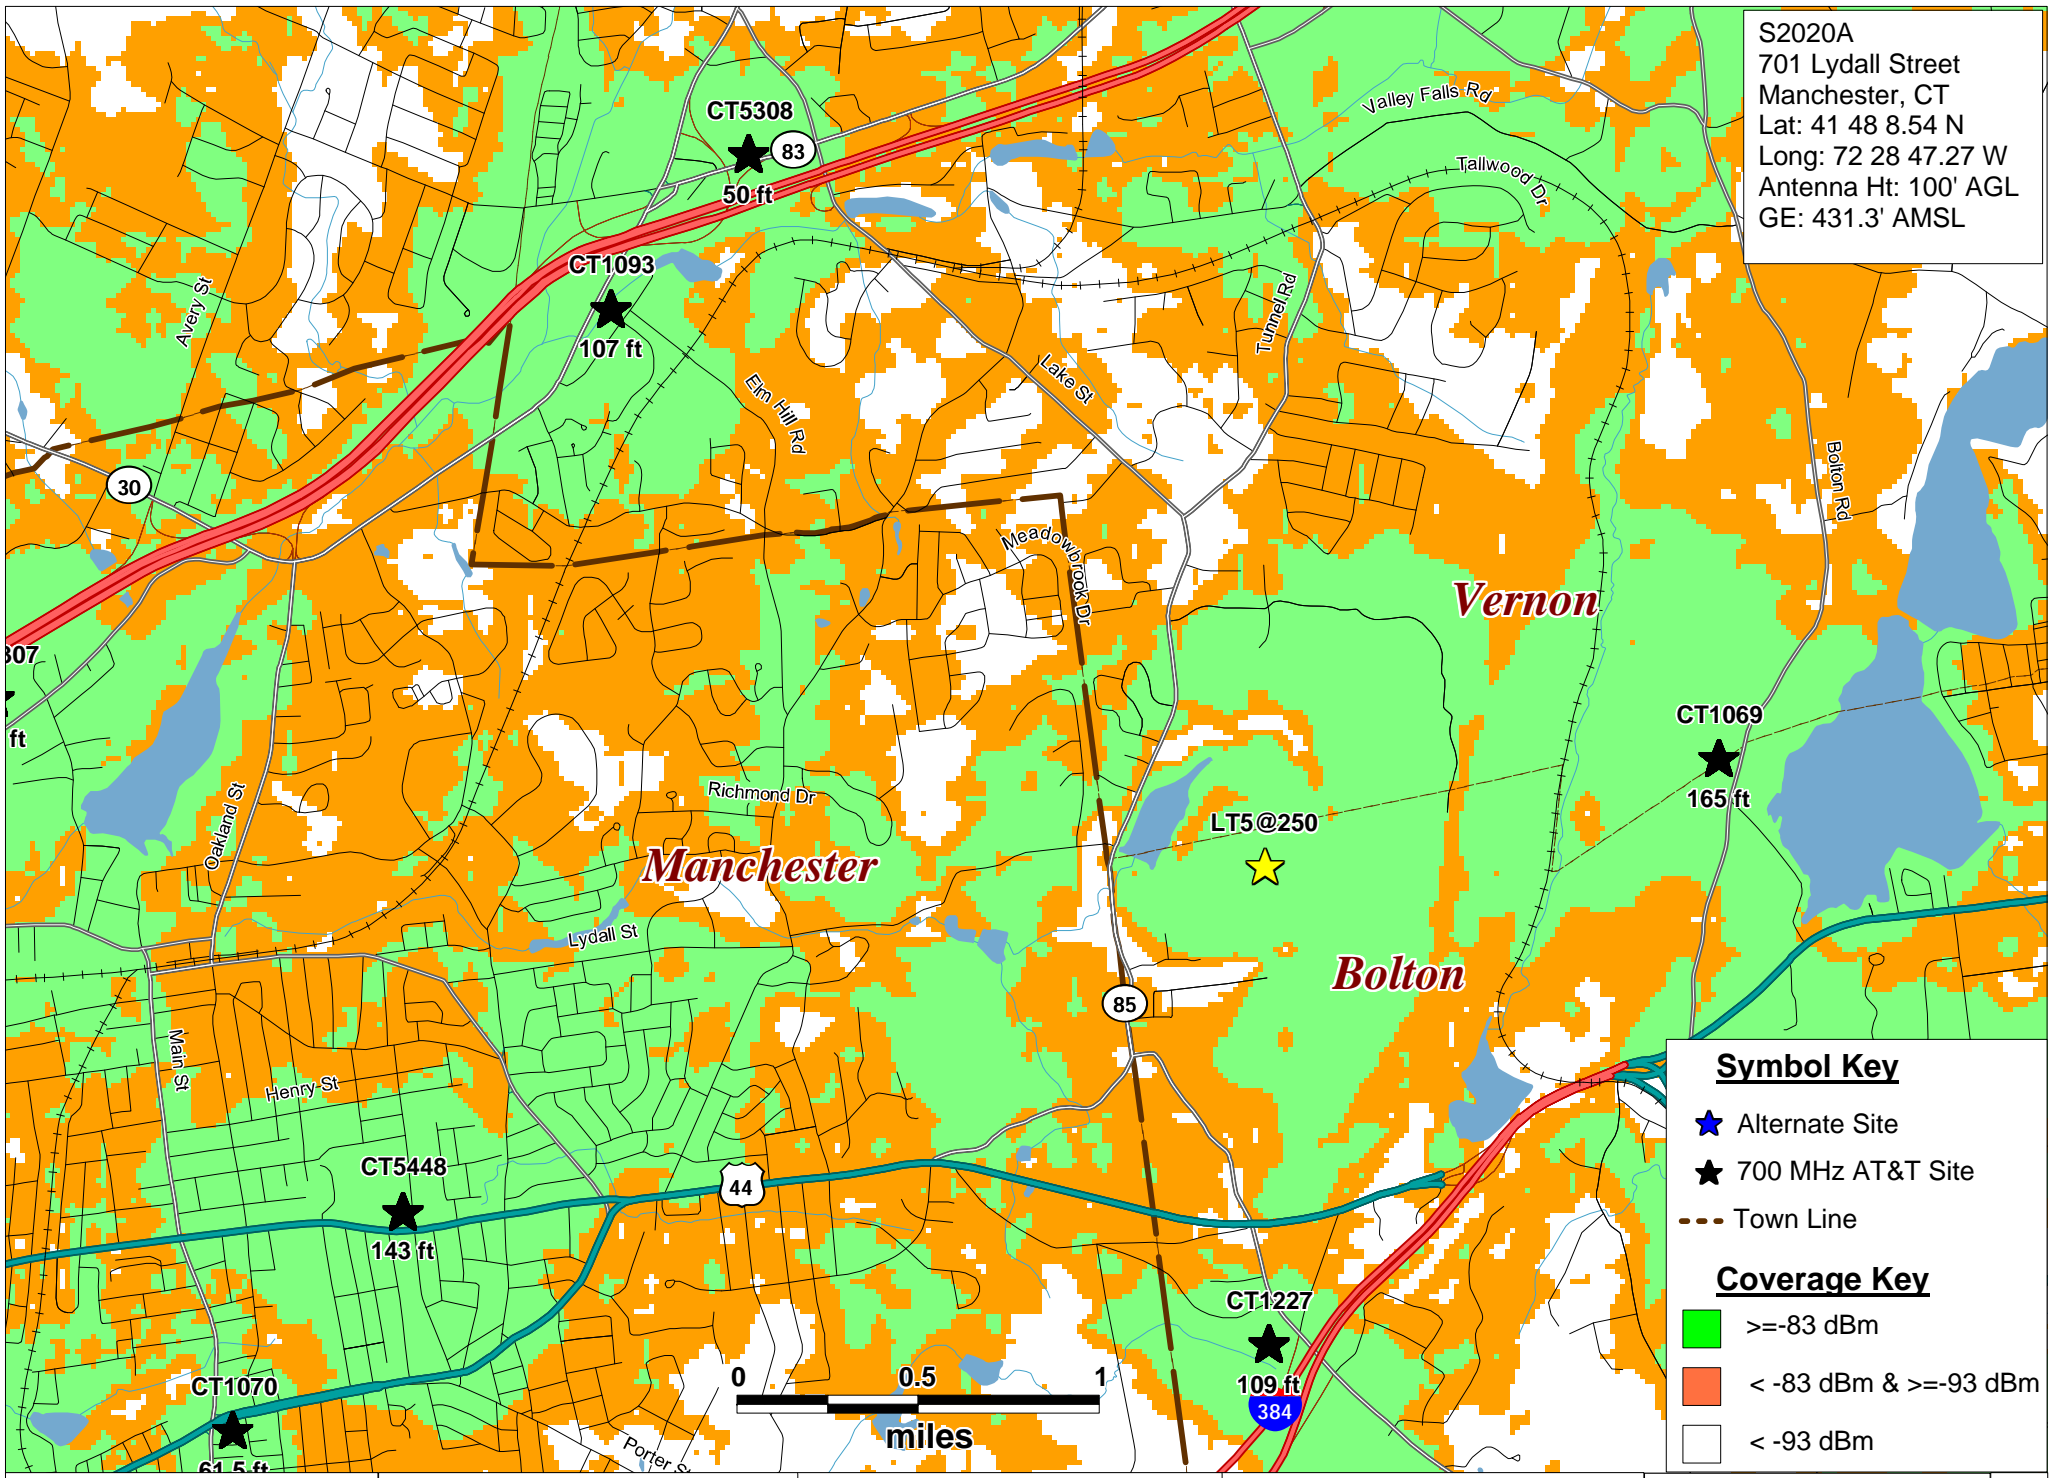 S2020A
701 Lydall Street
Manchester, CT
Lat: 41 48 8.54 N
Long: 72 28 47.27 W
Antenna Ht: 100' AGL
GE: 431.3' AMSL
CT5308
83
50 ft
Valley Falls Rd
Tallwood Dr
CT1093
107 ft
Avery St
Tunnel Rd
Lake St
Elm Hill Rd
Bolton Rd
30
Meadowbrook Dr
Vernon
307
ft
CT1069
165 ft
Oakland St
Richmond Dr
LT5@250
Manchester
Lydall St
Bolton
85
Main St
Henry St
CT5448
143 ft
44
CT1227
109 ft
384
CT1070
61.5 ft
Porter St
0 0.5 1
miles
Symbol Key
Alternate Site
700 MHz AT&T Site
Town Line
Coverage Key
>=-83 dBm
< -83 dBm & >=-93 dBm
< -93 dBm